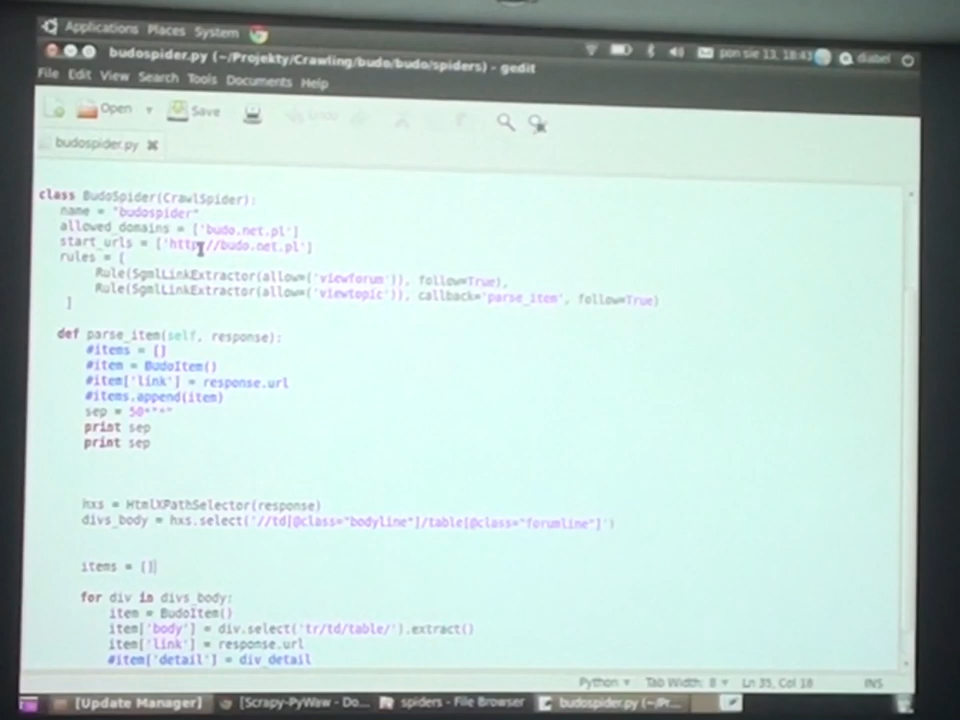 Applications Places System
budospider.py (~/Projekty/Crawling/budo/budo/spiders) - gedit
pon sie 13, 18:43
diabel
File Edit View Search Tools Documents Help
Open Save Undo
budospider.py
class BudoSpider(CrawlSpider):
name = "budospider"
allowed_domains = ['budo.net.pl']
start_urls = ['http://budo.net.pl']
rules = [
Rule(SgmlLinkExtractor(allow=('viewforum')), follow=True),
Rule(SgmlLinkExtractor(allow=('viewtopic')), callback='parse_item', follow=True)
]
def parse_item(self, response):
#items = []
#item = BudoItem()
#item['link'] = response.url
#items.append(item)
sep = 50*"*"
print sep
print sep
hxs = HtmlXPathSelector(response)
divs_body = hxs.select('//td[@class="bodyline"]/table[@class="forumline"]')
items = []
for div in divs_body:
item = BudoItem()
item['body'] = div.select('tr/td/table/').extract()
item['link'] = response.url
#item['detail'] = div_detail
Python Tab Width: 8 Ln 35, Col 18 INS
[Update Manager] [Scrapy-PyWaw - Do... spiders - File Browser budospider.py (~/Pr...